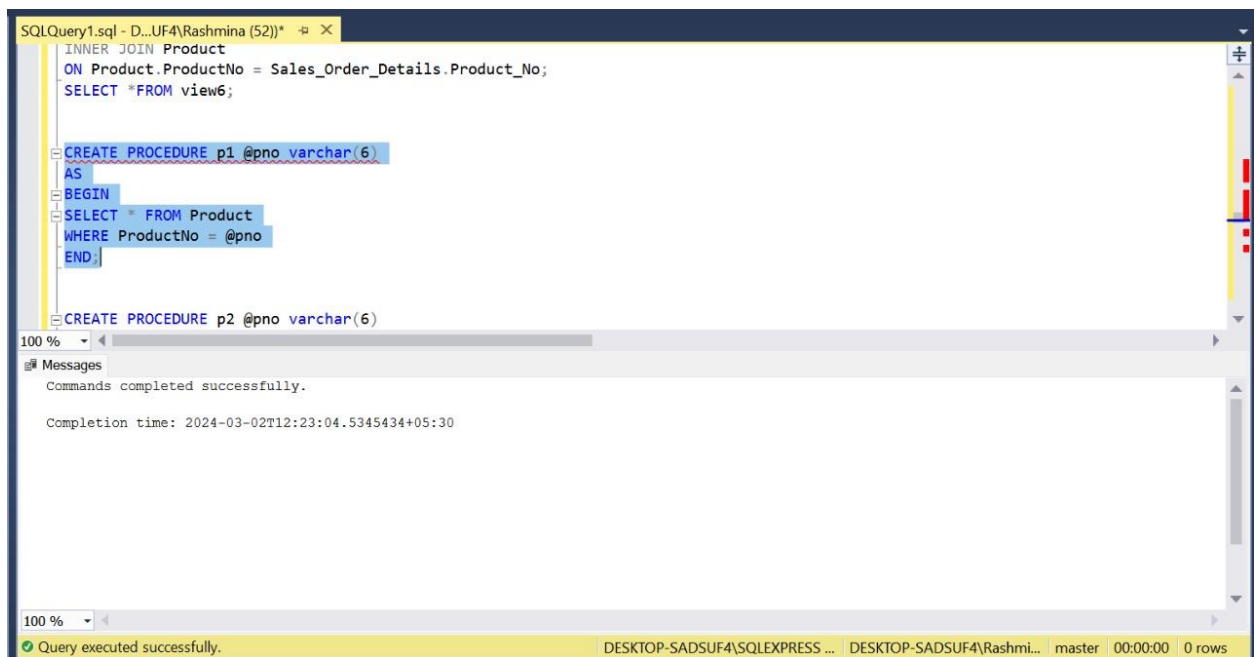 SQLQuery1.sql - D...UF4\Rashmina (52))*
INNER JOIN Product
ON Product.ProductNo = Sales_Order_Details.Product_No;
SELECT *FROM view6;
CREATE PROCEDURE p1 @pno varchar(6)
AS
BEGIN
SELECT * FROM Product
WHERE ProductNo = @pno
END;
CREATE PROCEDURE p2 @pno varchar(6)
100 %
Messages
Commands completed successfully.
Completion time: 2024-03-02T12:23:04.5345434+05:30
100 %
Query executed successfully. DESKTOP-SADSUF4\SQLEXPRESS ... DESKTOP-SADSUF4\Rashmi... master 00:00:00 0 rows